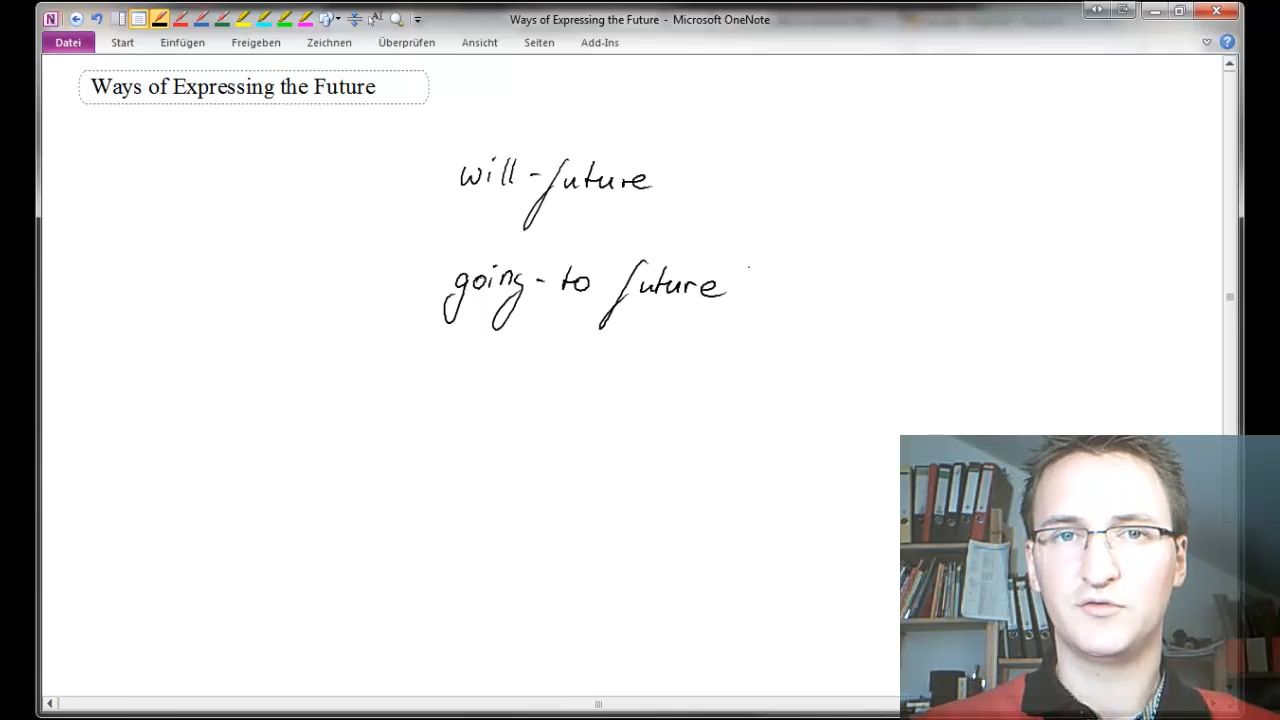 Ways of Expressing the Future - Microsoft OneNote
Datei Start Einfügen Freigeben Zeichnen Überprüfen Ansicht Seiten Add-Ins
Ways of Expressing the Future
will-future
going-to future